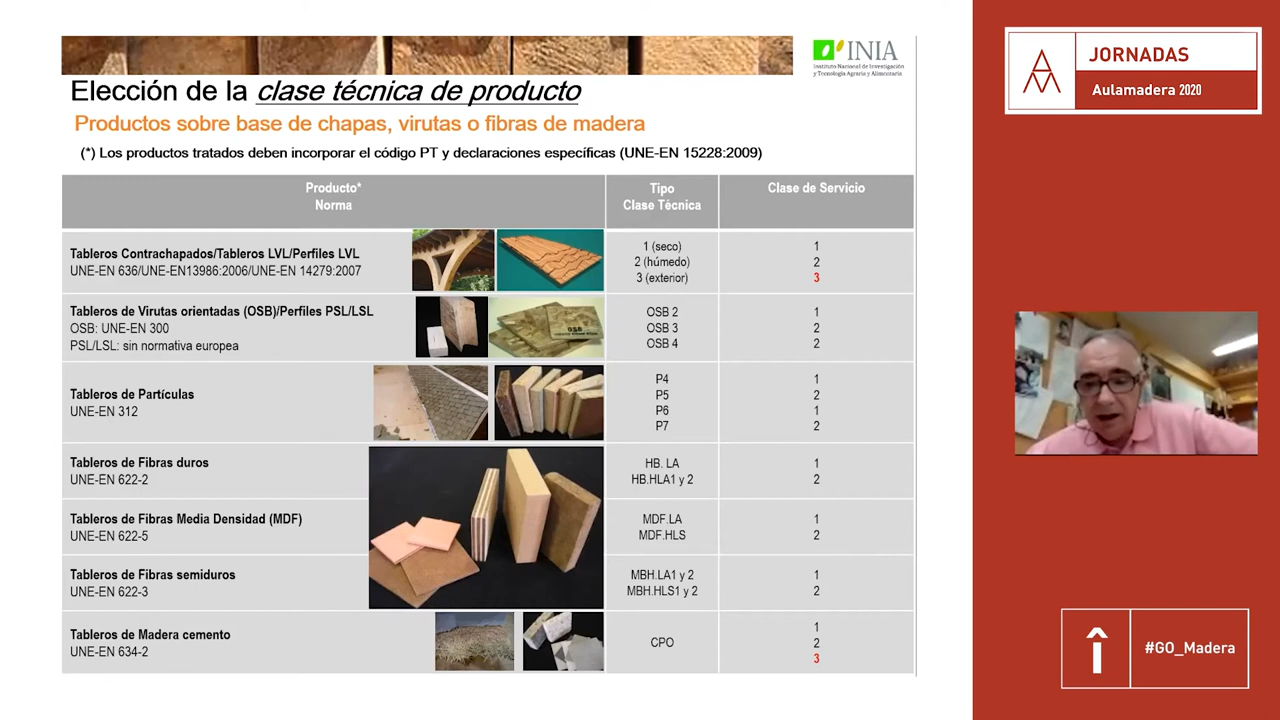 INIA
Instituto Nacional de Investigación
y Tecnología Agraria y Alimentaria
JORNADAS
Aulamadera 2020
Elección de la clase técnica de producto
Productos sobre base de chapas, virutas o fibras de madera
(*) Los productos tratados deben incorporar el código PT y declaraciones específicas (UNE-EN 15228:2009)
Producto*
Norma
Tipo
Clase Técnica
Clase de Servicio
Tableros Contrachapados/Tableros LVL/Perfiles LVL
UNE-EN 636/UNE-EN13986:2006/UNE-EN 14279:2007
1 (seco)
2 (húmedo)
3 (exterior)
1
2
3
Tableros de Virutas orientadas (OSB)/Perfiles PSL/LSL
OSB: UNE-EN 300
PSL/LSL: sin normativa europea
OSB
OSB 2
OSB 3
OSB 4
1
2
2
Tableros de Partículas
UNE-EN 312
P4
P5
P6
P7
1
2
1
2
Tableros de Fibras duros
UNE-EN 622-2
HB. LA
HB.HLA1 y 2
1
2
Tableros de Fibras Media Densidad (MDF)
UNE-EN 622-5
MDF.LA
MDF.HLS
1
2
Tableros de Fibras semiduros
UNE-EN 622-3
MBH.LA1 y 2
MBH.HLS1 y 2
1
2
Tableros de Madera cemento
UNE-EN 634-2
CPO
1
2
3
#GO_Madera